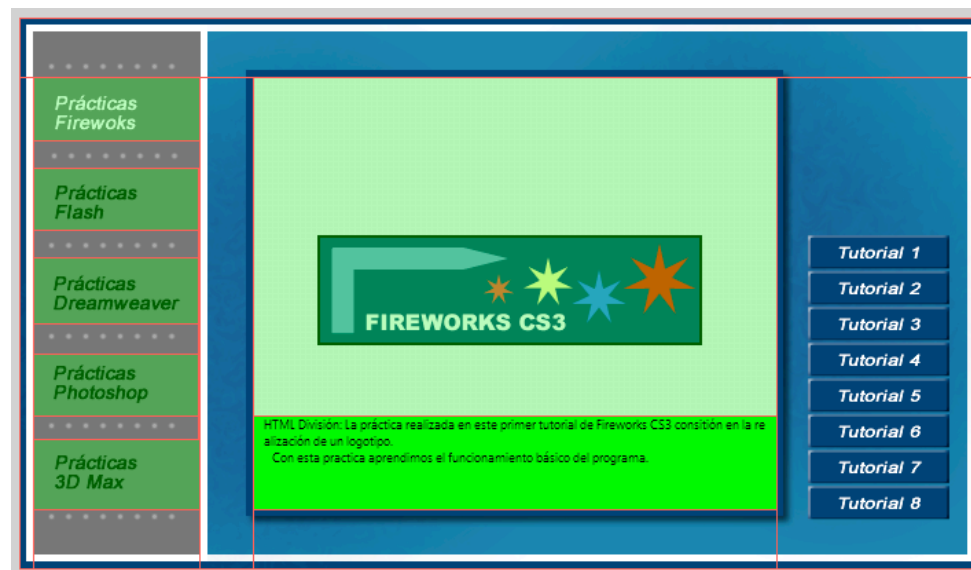 Prácticas
Firewoks
Prácticas
Flash
Prácticas
Dreamweaver
Prácticas
Photoshop
Prácticas
3D Max
FIREWORKS CS3
HTML División: La práctica realizada en este primer tutorial de Fireworks CS3 consitión en la re
alización de un logotipo.
Con esta practica aprendimos el funcionamiento básico del programa.
Tutorial 1
Tutorial 2
Tutorial 3
Tutorial 4
Tutorial 5
Tutorial 6
Tutorial 7
Tutorial 8